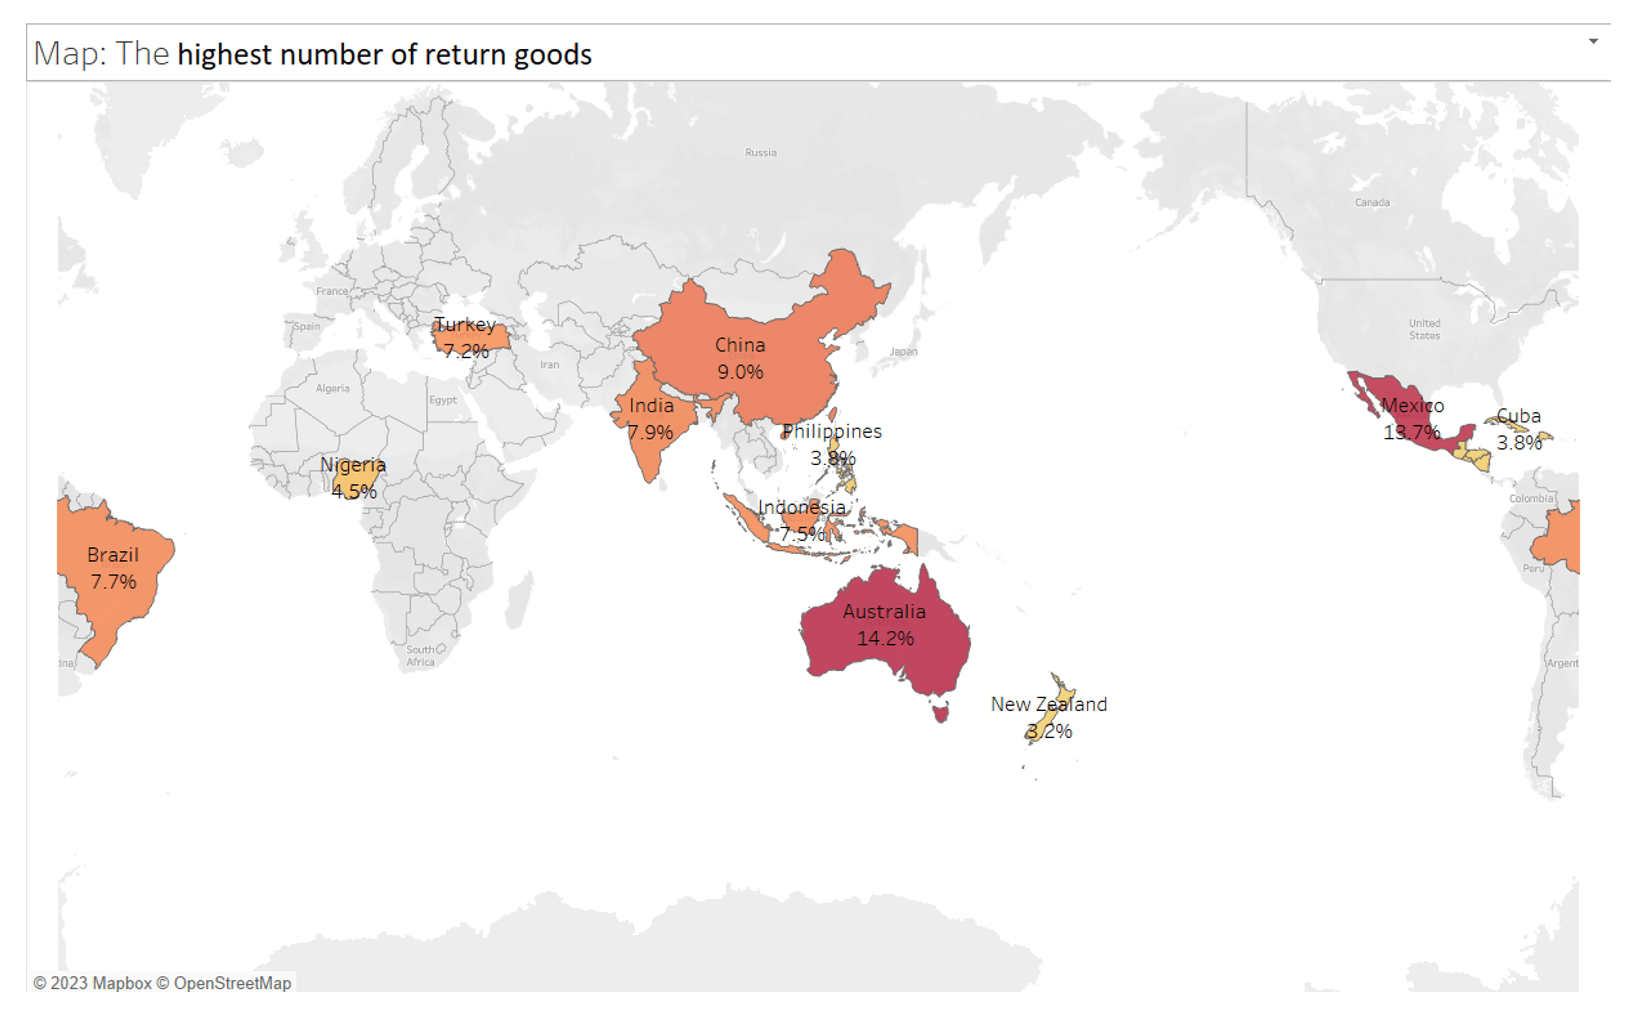 Map: The highest number of return goods
Russia
Canada
France
Spain
Turkey
7.2%
United
States
China
9.0%
Japan
Iran
Algeria
Egypt
India
7.9%
Mexico
13.7%
Cuba
3.8%
Philippines
3.8%
Nigeria
4.5%
Colombia
Indonesia
7.5%
Brazil
7.7%
Peru
Australia
14.2%
South
Africa
dna
Argent
New Zealand
3.2%
© 2023 Mapbox © OpenStreetMap